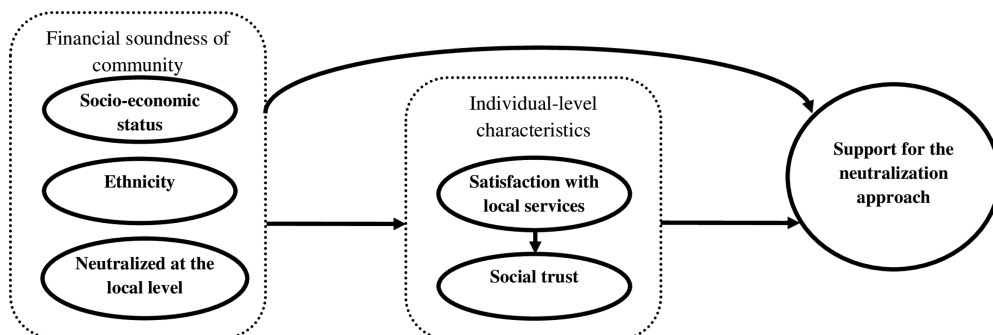 Financial soundness of
community
Socio-economic
status
Ethnicity
Neutralized at the
local level
Individual-level
characteristics
Satisfaction with
local services
Social trust
Support for the
neutralization
approach